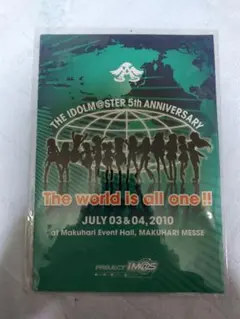 THE IDOLM@STER 5th ANNIVERSARY
The world is all one!!
JULY 03 & 04, 2010
at Makuhari Event Hall, MAKUHARI MESSE
PROJECT IM@S